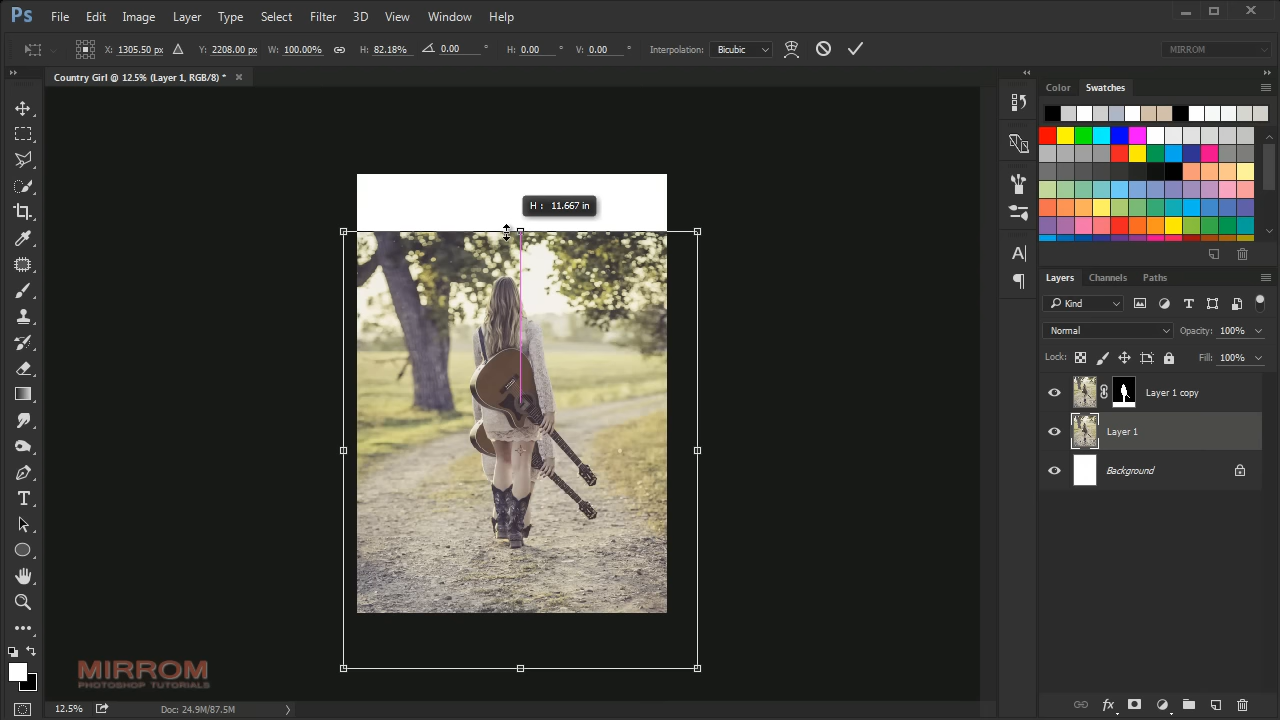 Ps File Edit Image Layer Type Select Filter 3D View Window Help
X: 1305.50 px Y: 2208.00 px W: 100.00% H: 82.18% 0.00 ° H: 0.00 ° V: 0.00 ° Interpolation: Bicubic MIRROM
Country Girl @ 12.5% (Layer 1, RGB/8) * ×
Color Swatches
H : 11.667 in
A
Layers Channels Paths
Kind
Normal Opacity: 100%
Lock: Fill: 100%
Layer 1 copy
Layer 1
Background
T
MIRROM
PHOTOSHOP TUTORIALS
12.5% Doc: 24.9M/87.5M
fx